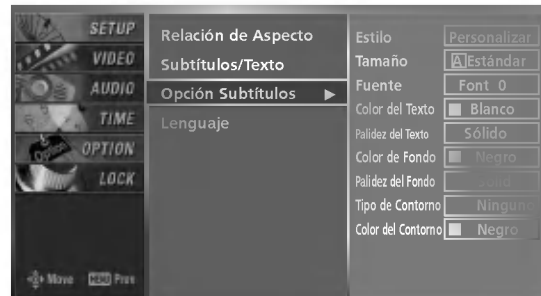 SETUP
VIDEO
AUDIO
TIME
OPTION
LOCK
Move MENU Prev
Relación de Aspecto
Subtítulos/Texto
Opción Subtítulos ▶
Lenguaje
Estilo Personalizar
Tamaño A Estándar
Fuente Font 0
Color del Texto Blanco
Palidez del Texto Sólido
Color de Fondo Negro
Palidez del Fondo Solid
Tipo de Contorno Ninguno
Color del Contorno Negro